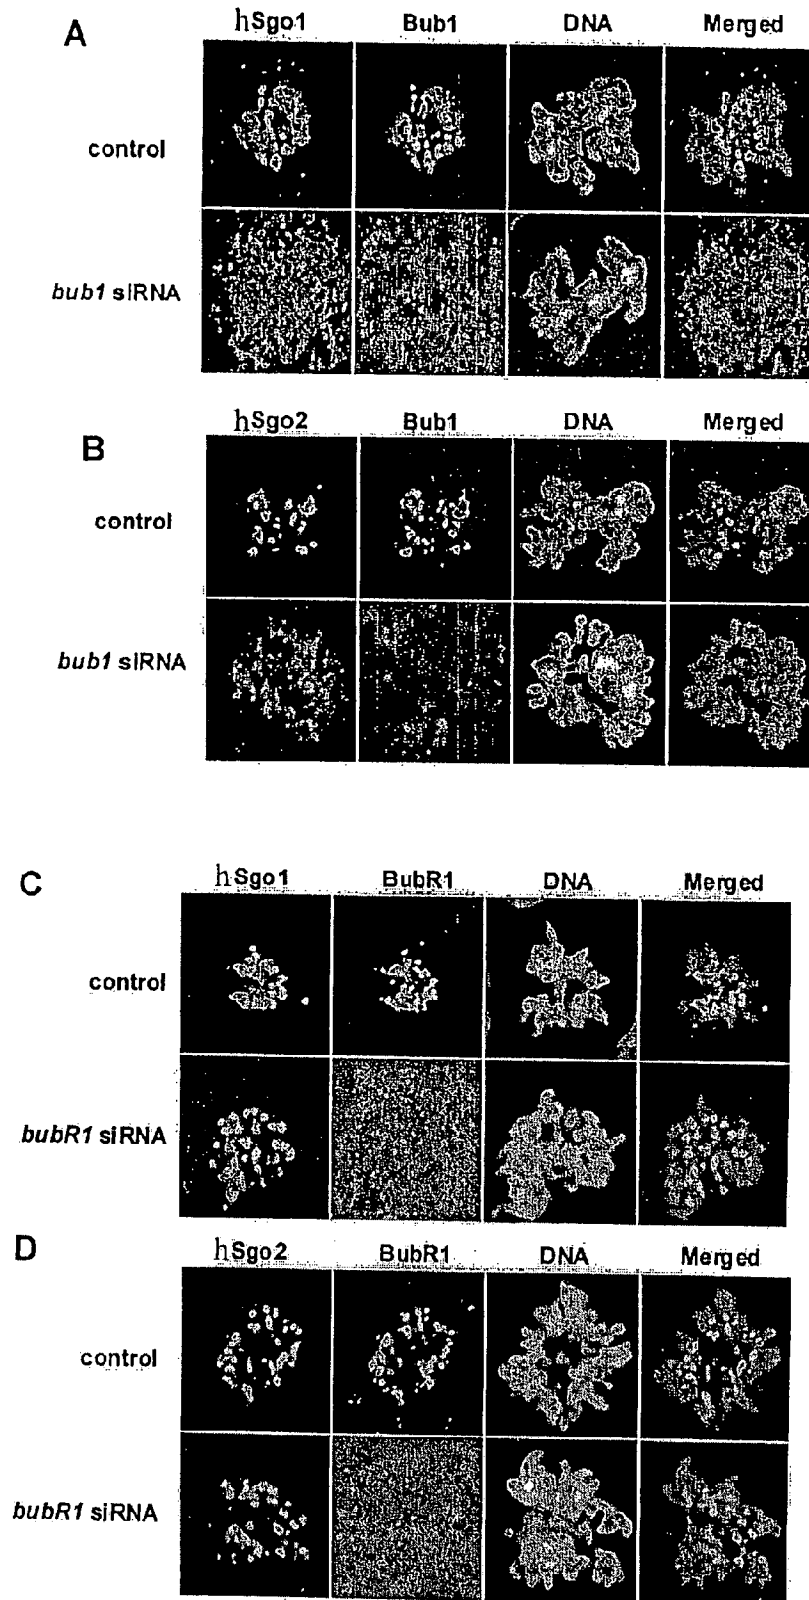 A
hSgo1 Bub1 DNA Merged
control
bub1 siRNA
B
hSgo2 Bub1 DNA Merged
control
bub1 siRNA
C
hSgo1 BubR1 DNA Merged
control
bubR1 siRNA
D
hSgo2 BubR1 DNA Merged
control
bubR1 siRNA